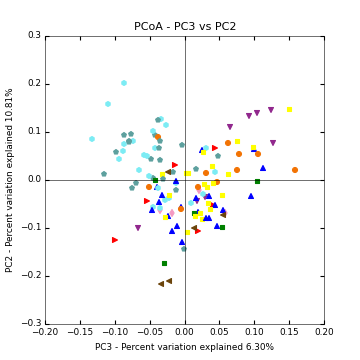 PCoA - PC3 vs PC2
0.3
0.2
0.1
0.0
−0.1
−0.2
−0.3
PC2 - Percent variation explained 10.81%
−0.20 −0.15 −0.10 −0.05 0.00 0.05 0.10 0.15 0.20
PC3 - Percent variation explained 6.30%